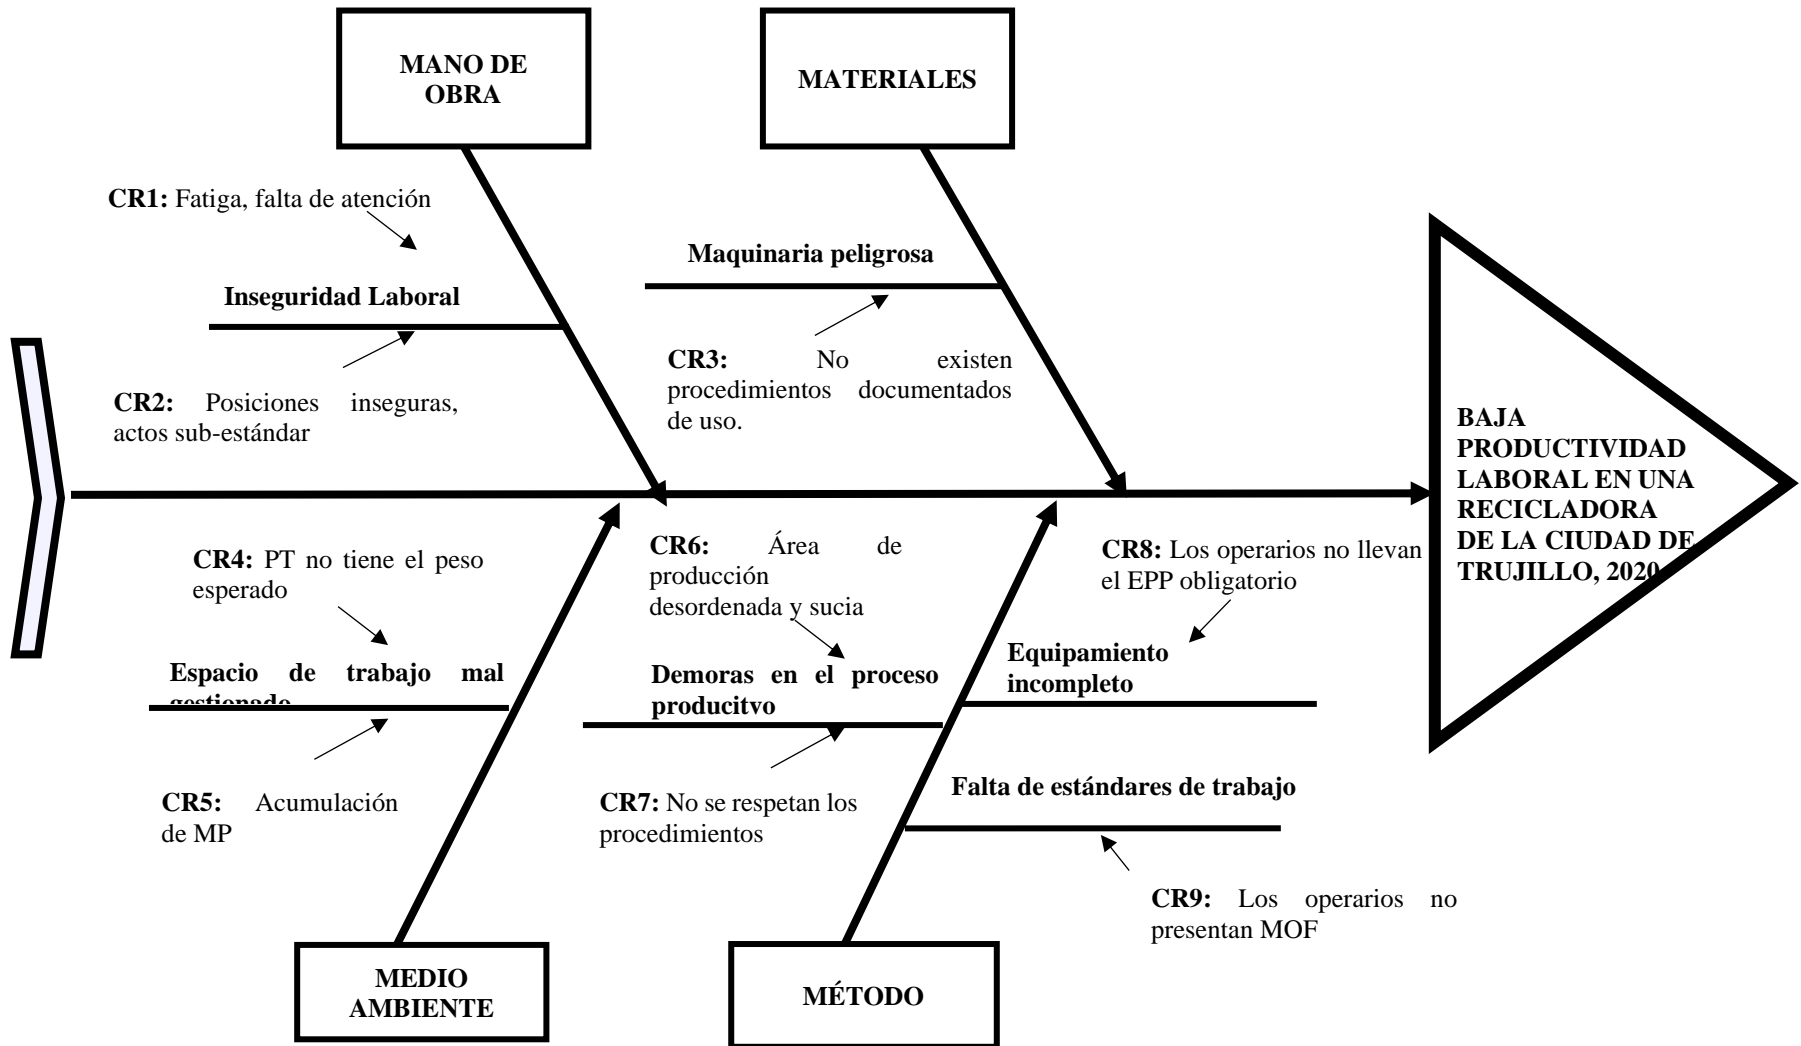 MANO DE
OBRA
MATERIALES
CR1: Fatiga, falta de atención
Inseguridad Laboral
CR2: Posiciones inseguras,
actos sub-estándar
Maquinaria peligrosa
CR3: No existen
procedimientos documentados
de uso.
BAJA
PRODUCTIVIDAD
LABORAL EN UNA
RECICLADORA
DE LA CIUDAD DE
TRUJILLO, 2020
CR4: PT no tiene el peso
esperado
Espacio de trabajo mal
gestionado
CR5: Acumulación
de MP
CR6: Área de
producción
desordenada y sucia
Demoras en el proceso
producitvo
CR7: No se respetan los
procedimientos
CR8: Los operarios no llevan
el EPP obligatorio
Equipamiento
incompleto
Falta de estándares de trabajo
CR9: Los operarios no
presentan MOF
MEDIO
AMBIENTE
MÉTODO